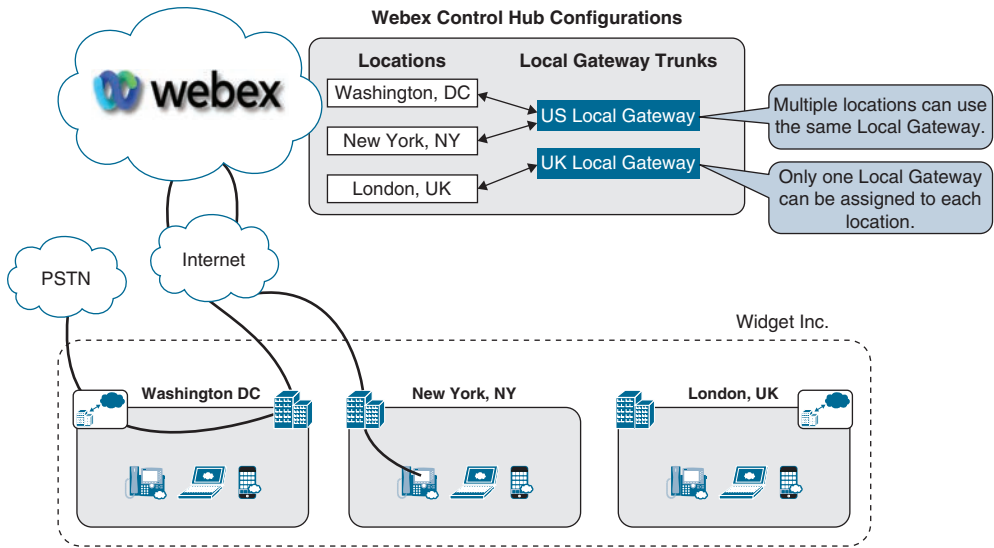 Webex Control Hub Configurations
Locations
Local Gateway Trunks
webex
Washington, DC
US Local Gateway
Multiple locations can use
the same Local Gateway.
New York, NY
UK Local Gateway
London, UK
Only one Local Gateway
can be assigned to each
location.
PSTN
Internet
Widget Inc.
Washington DC
New York, NY
London, UK